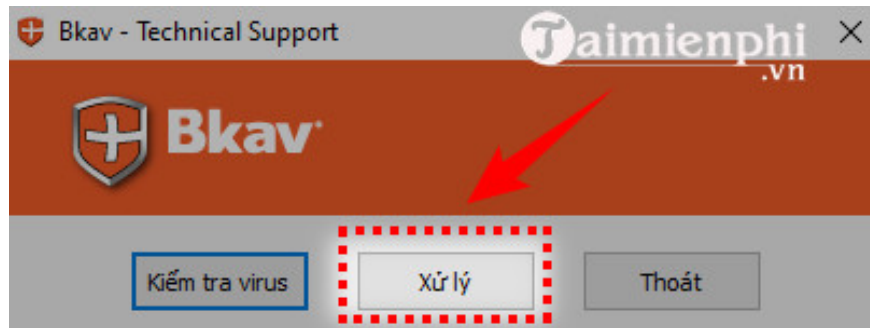 Bkav - Technical Support
Taimienphi
.vn
Bkav
Kiểm tra virus
Xử lý
Thoát